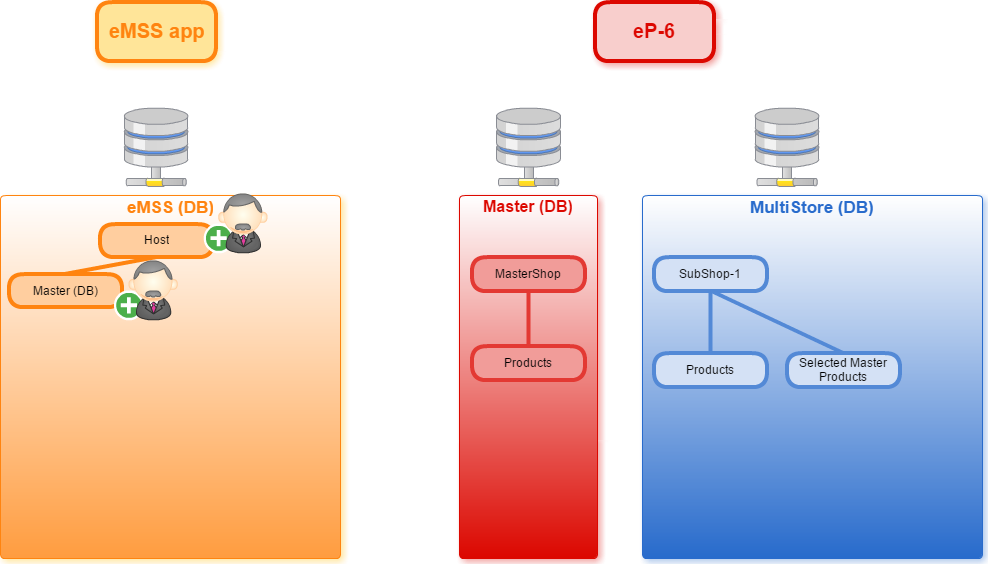 eMSS app
eP-6
eMSS (DB)
Host
Master (DB)
Master (DB)
MasterShop
Products
MultiStore (DB)
SubShop-1
Products
Selected Master
Products